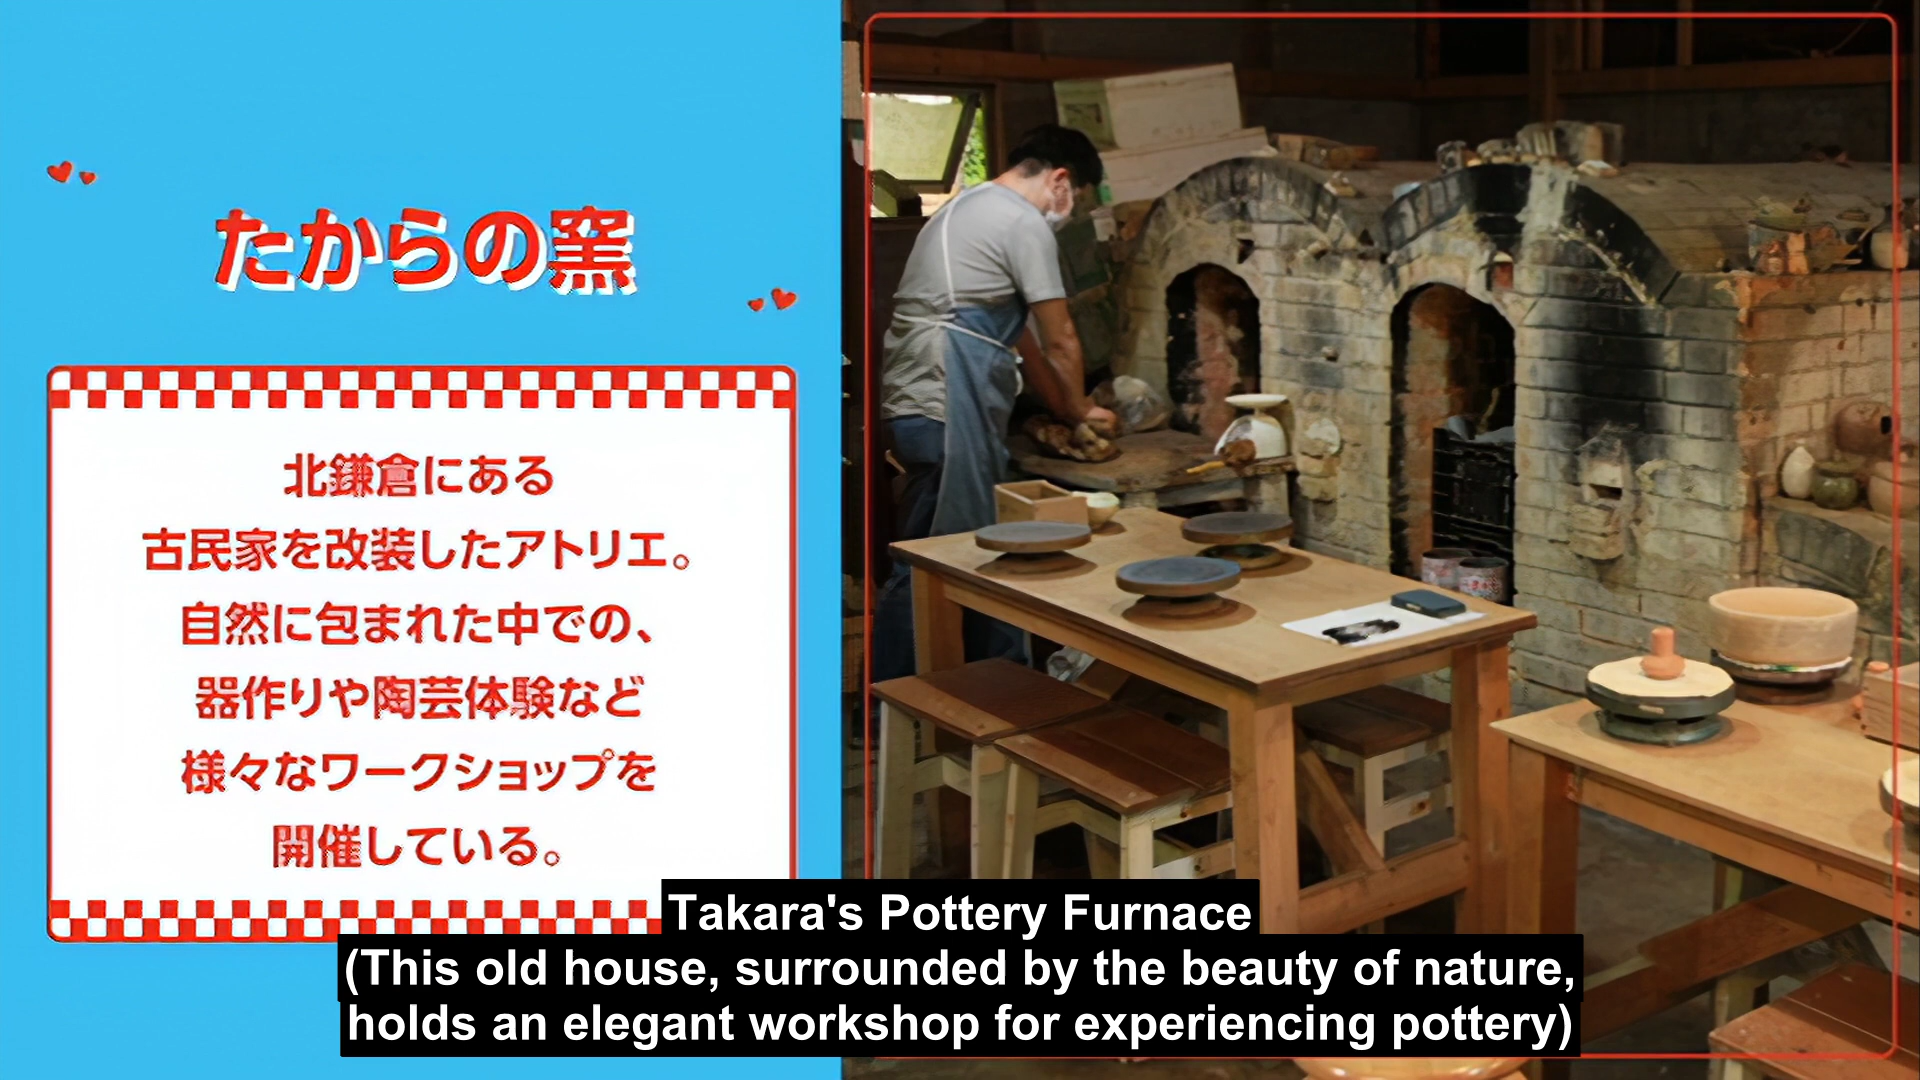 たからの窯
北鎌倉にある
古民家を改装したアトリエ。
自然に包まれた中での、
器作りや陶芸体験など
様々なワークショップを
開催している。
Takara's Pottery Furnace
(This old house, surrounded by the beauty of nature,
holds an elegant workshop for experiencing pottery)